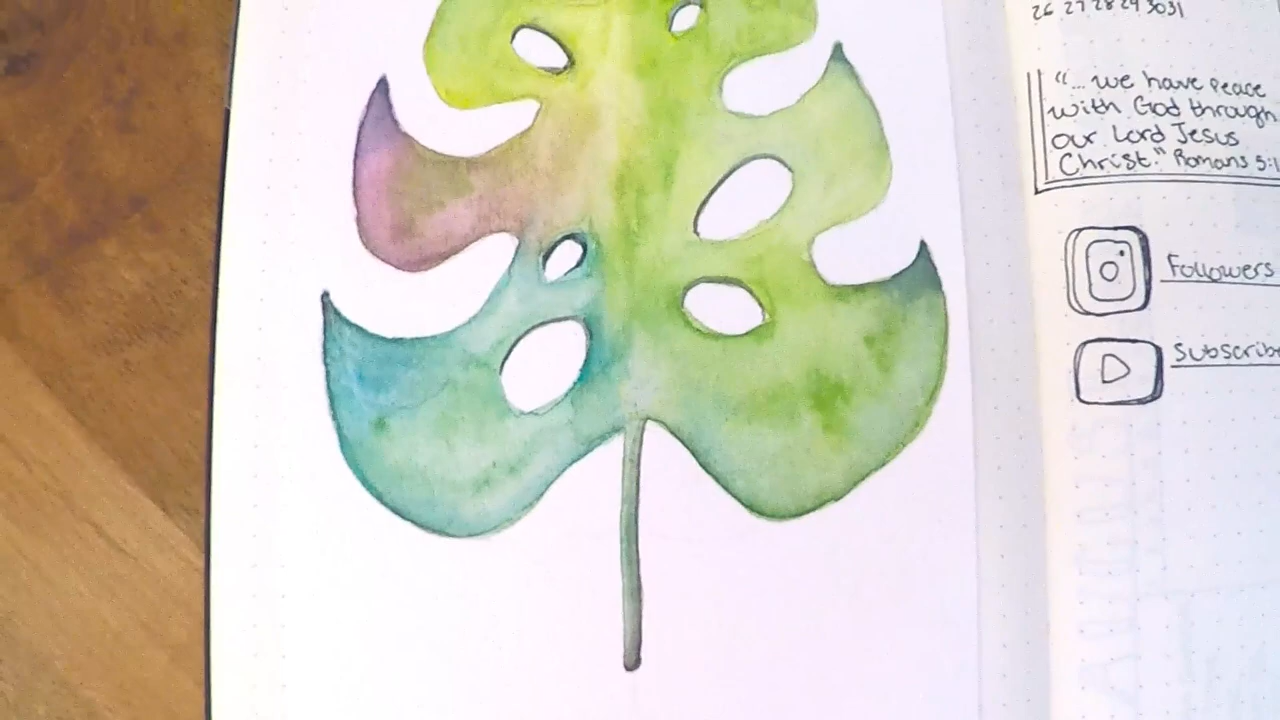 26 27 28 29 30 31
"... we have peace
with God through
our Lord Jesus
Christ." Romans 5:1
Followers
Subscribe